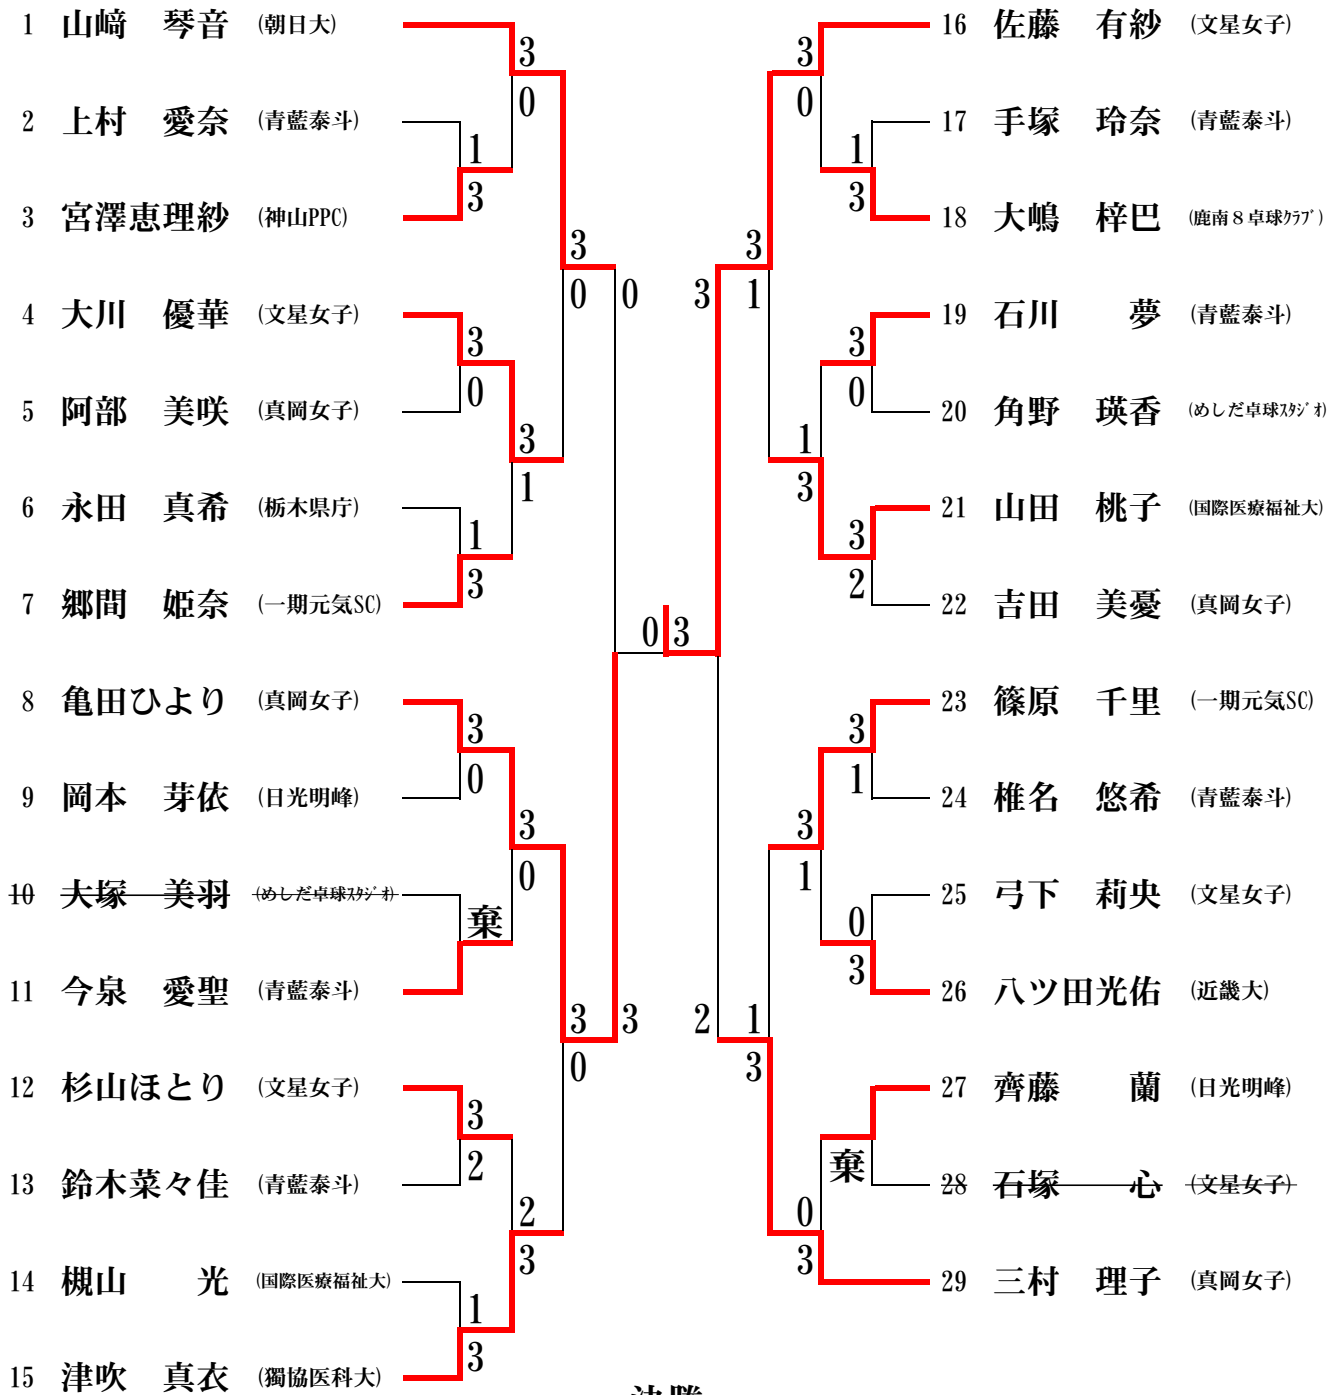 1 山﨑 琴音 (朝日大)
2 上村 愛奈 (青藍泰斗)
3 宮澤恵理紗 (神山PPC)
4 大川 優華 (文星女子)
5 阿部 美咲 (真岡女子)
6 永田 真希 (栃木県庁)
7 郷間 姫奈 (一期元気SC)
8 亀田ひより (真岡女子)
9 岡本 芽依 (日光明峰)
10 大塚 美羽 (めしだ卓球ｽﾀｼﾞｵ)
11 今泉 愛聖 (青藍泰斗)
12 杉山ほとり (文星女子)
13 鈴木菜々佳 (青藍泰斗)
14 槻山 光 (国際医療福祉大)
15 津吹 真衣 (獨協医科大)
3
0
1
3
3
0
0
3
0
3
1
1
3
3
0
3
0
棄
3
3
0
3
2
2
3
1
3
0 3
16 佐藤 有紗 (文星女子)
17 手塚 玲奈 (青藍泰斗)
18 大嶋 梓巴 (鹿南８卓球ｸﾗﾌﾞ)
19 石川 夢 (青藍泰斗)
20 角野 瑛香 (めしだ卓球ｽﾀｼﾞｵ)
21 山田 桃子 (国際医療福祉大)
22 吉田 美憂 (真岡女子)
23 篠原 千里 (一期元気SC)
24 椎名 悠希 (青藍泰斗)
25 弓下 莉央 (文星女子)
26 八ツ田光佑 (近畿大)
27 齊藤 蘭 (日光明峰)
28 石塚 心 (文星女子)
29 三村 理子 (真岡女子)
3
0
1
3
3
3
1
3
0
1
3
3
2
3
1
3
1
0
3
2
1
3
棄
0
3
決勝